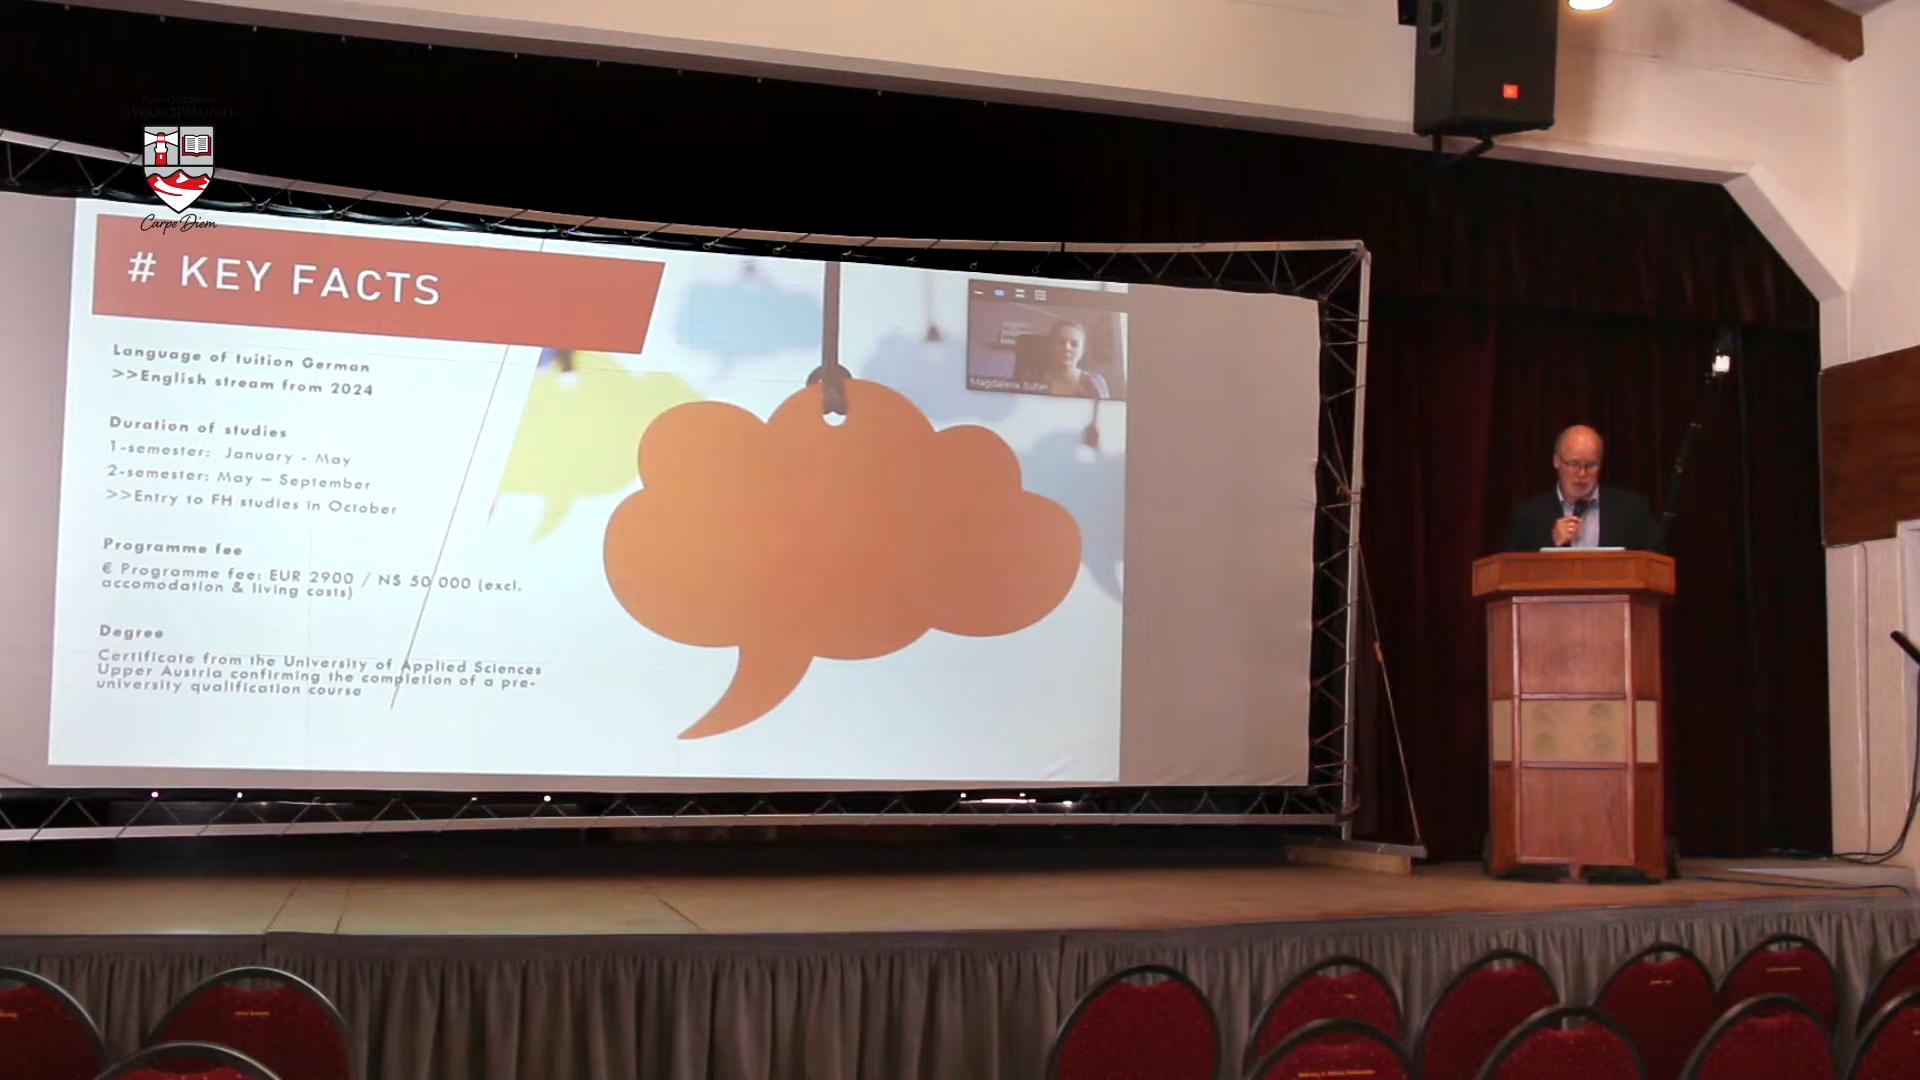 WAKOPMUND
Carpe Diem
# KEY FACTS
Language of tuition German
>>English stream from 2024
Duration of studies
1-semester: January - May
2-semester: May – September
>>Entry to FH studies in October
Programme fee
€ Programme fee: EUR 2900 / N$ 50 000 (excl.
accomodation & living costs)
Degree
Certificate from the University of Applied Sciences
Upper Austria confirming the completion of a pre-
university qualification course
Magdalena